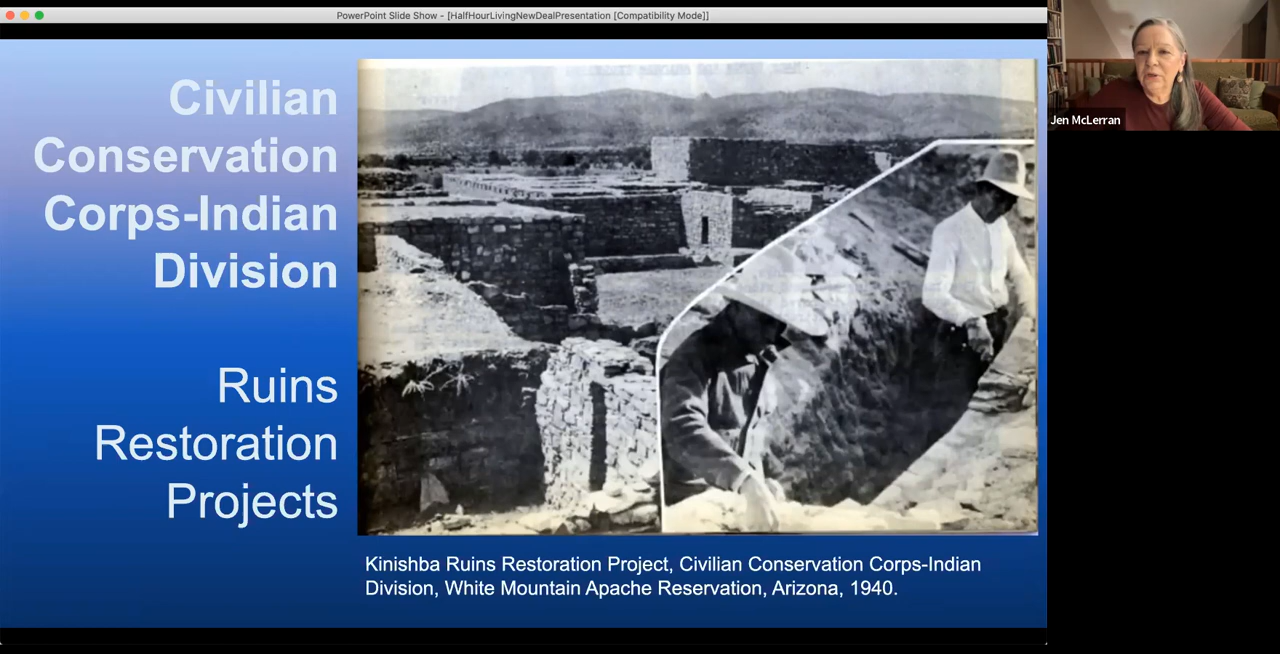 PowerPoint Slide Show - [HalfHourLivingNewDealPresentation [Compatibility Mode]]
Civilian
Conservation
Corps-Indian
Division
Ruins
Restoration
Projects
Kinishba Ruins Restoration Project, Civilian Conservation Corps-Indian
Division, White Mountain Apache Reservation, Arizona, 1940.
Jen McLerran